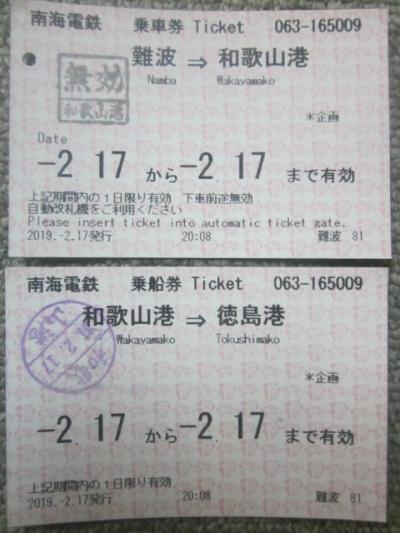 南海電鉄 乗車券 Ticket 063-165009
難波 ⇒ 和歌山港
Namba Wakayamako
無効
和歌山港
*企画
Date
-2. 17 から -2. 17 まで有効
上記期間内の1日限り有効 下車前途無効
自動改札機をご利用ください
Please insert ticket into automatic ticket gate.
2019.-2.17発行 20:08 難波 81
南海電鉄 乗船券 Ticket 063-165009
和歌山港 ⇒ 徳島港
Wakayamako Tokushimako
2.17
*企画
-2. 17 から -2. 17 まで有効
上記期間内の1日限り有効
2019.-2.17発行 20:08 難波 81